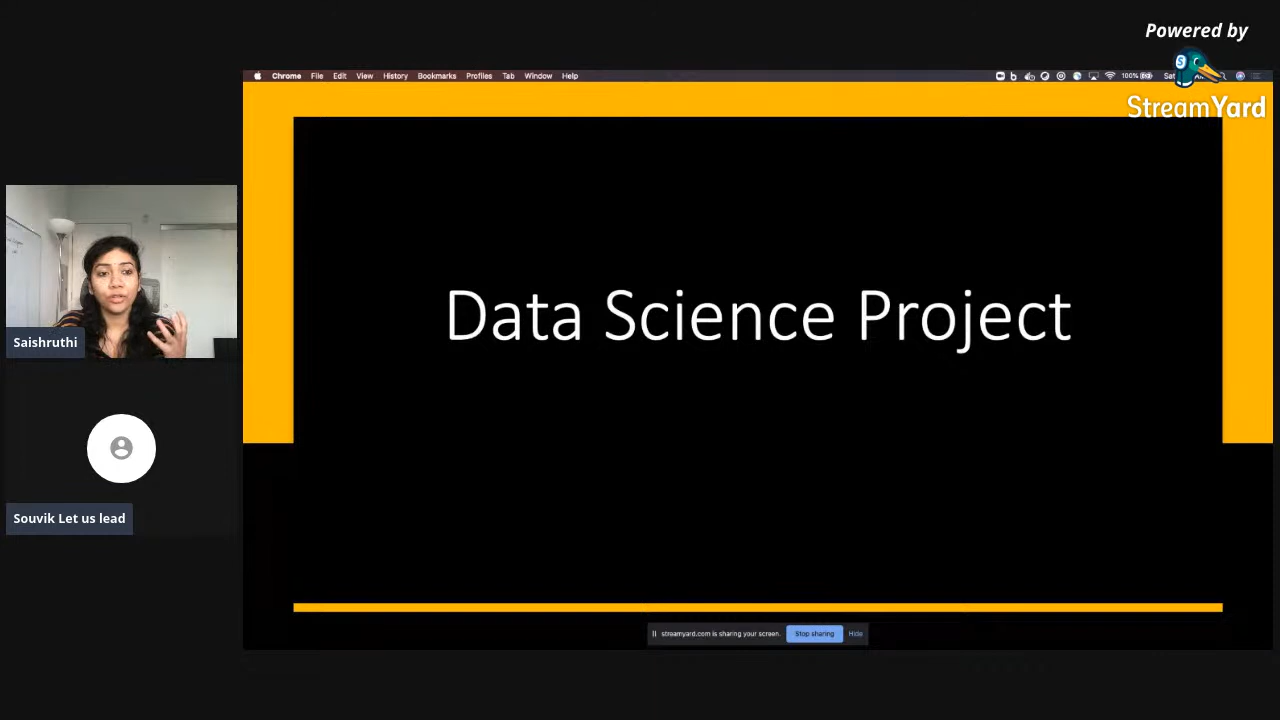 Powered by
StreamYard
Chrome File Edit View History Bookmarks Profiles Tab Window Help
100%
Data Science Project
Saishruthi
Souvik Let us lead
streamyard.com is sharing your screen.
Stop sharing
Hide